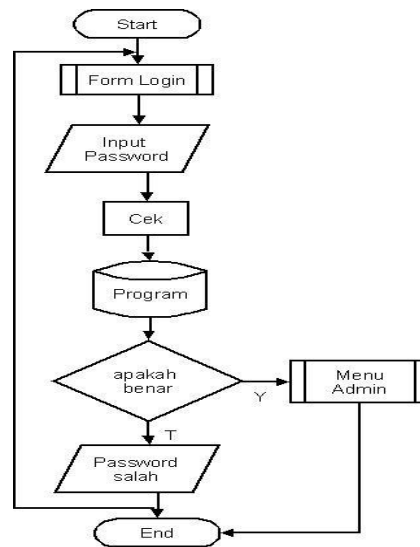 Start
Form Login
Input
Password
Cek
Program
apakah
benar
Y
Menu
Admin
T
Password
salah
End